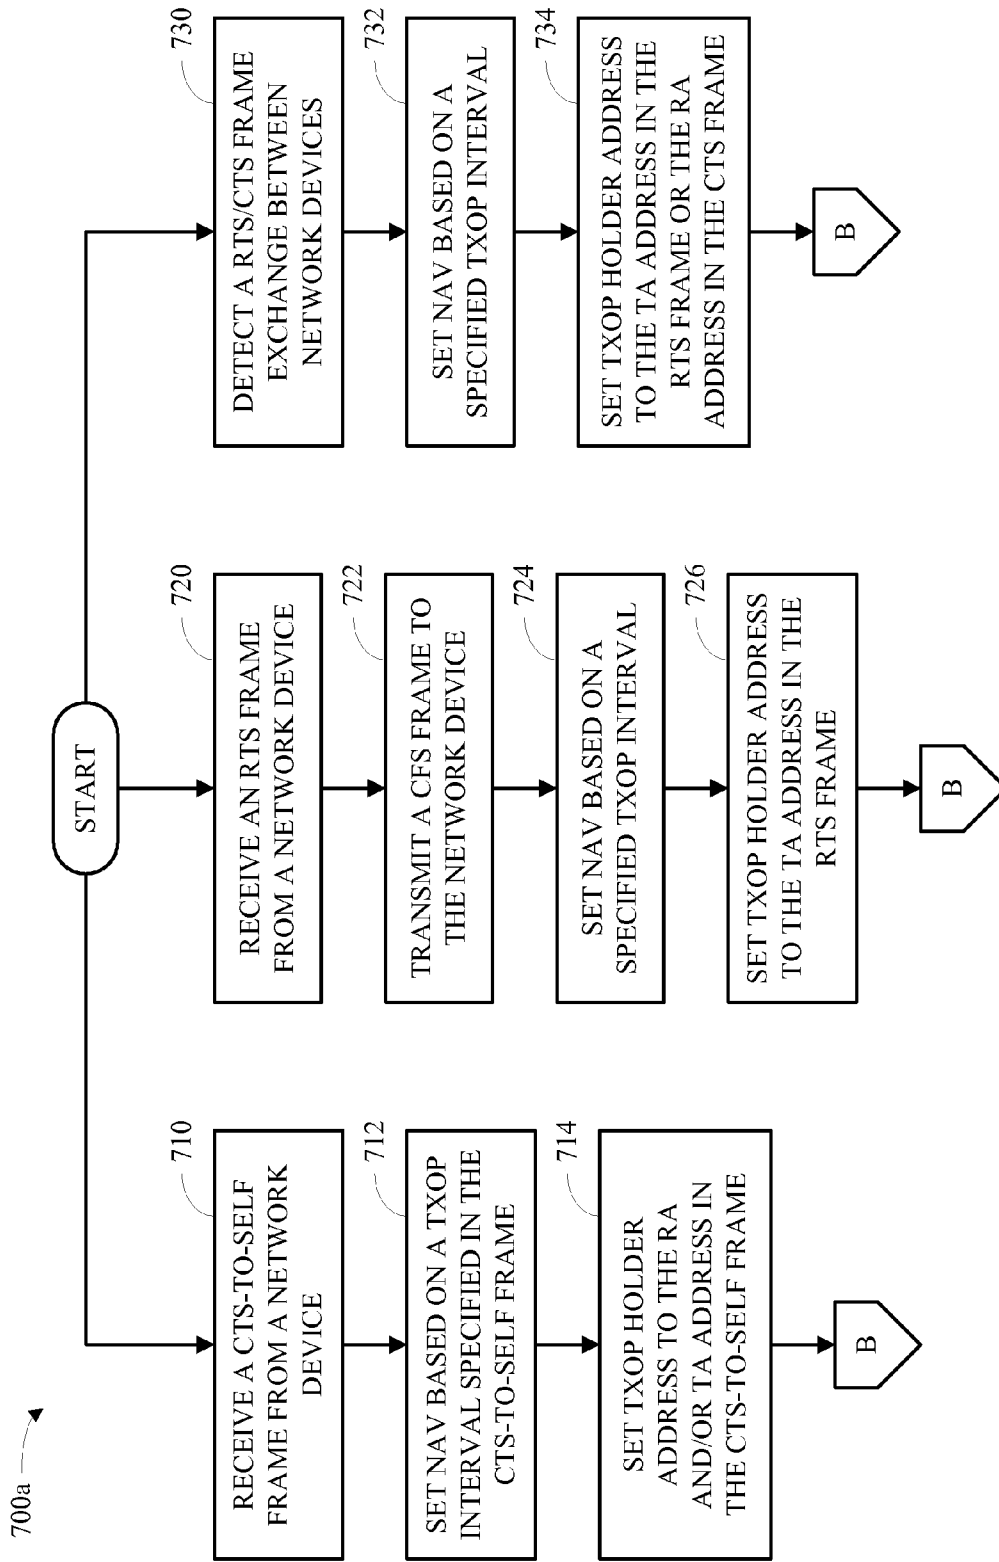 700a
START
710
RECEIVE A CTS-TO-SELF
FRAME FROM A NETWORK
DEVICE
712
SET NAV BASED ON A TXOP
INTERVAL SPECIFIED IN THE
CTS-TO-SELF FRAME
714
SET TXOP HOLDER
ADDRESS TO THE RA
AND/OR TA ADDRESS IN
THE CTS-TO-SELF FRAME
B
720
RECEIVE AN RTS FRAME
FROM A NETWORK DEVICE
722
TRANSMIT A CFS FRAME TO
THE NETWORK DEVICE
724
SET NAV BASED ON A
SPECIFIED TXOP INTERVAL
726
SET TXOP HOLDER ADDRESS
TO THE TA ADDRESS IN THE
RTS FRAME
B
730
DETECT A RTS/CTS FRAME
EXCHANGE BETWEEN
NETWORK DEVICES
732
SET NAV BASED ON A
SPECIFIED TXOP INTERVAL
734
SET TXOP HOLDER ADDRESS
TO THE TA ADDRESS IN THE
RTS FRAME OR THE RA
ADDRESS IN THE CTS FRAME
B